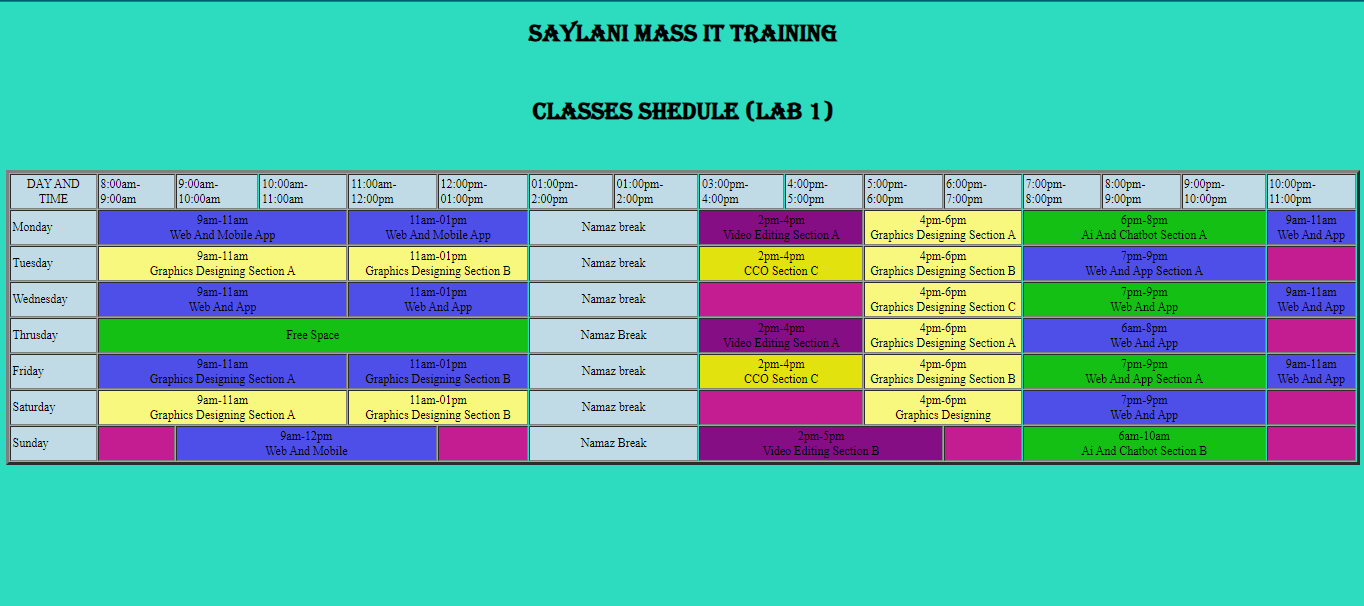 SAYLANI MASS IT TRAINING
CLASSES SHEDULE (LAB 1)
DAY AND
TIME
8:00am-
9:00am
9:00am-
10:00am
10:00am-
11:00am
11:00am-
12:00pm
12:00pm-
01:00pm
01:00pm-
2:00pm
01:00pm-
2:00pm
03:00pm-
4:00pm
4:00pm-
5:00pm
5:00pm-
6:00pm
6:00pm-
7:00pm
7:00pm-
8:00pm
8:00pm-
9:00pm
9:00pm-
10:00pm
10:00pm-
11:00pm
Monday
9am-11am
Web And Mobile App
11am-01pm
Web And Mobile App
Namaz break
2pm-4pm
Video Editing Section A
4pm-6pm
Graphics Designing Section A
6pm-8pm
Ai And Chatbot Section A
9am-11am
Web And App
Tuesday
9am-11am
Graphics Designing Section A
11am-01pm
Graphics Designing Section B
Namaz break
2pm-4pm
CCO Section C
4pm-6pm
Graphics Designing Section B
7pm-9pm
Web And App Section A
Wednesday
9am-11am
Web And App
11am-01pm
Web And App
Namaz break
4pm-6pm
Graphics Designing Section C
7pm-9pm
Web And App
9am-11am
Web And App
Thrusday
Free Space
Namaz Break
2pm-4pm
Video Editing Section A
4pm-6pm
Graphics Designing Section A
6am-8pm
Web And App
Friday
9am-11am
Graphics Designing Section A
11am-01pm
Graphics Designing Section B
Namaz break
2pm-4pm
CCO Section C
4pm-6pm
Graphics Designing Section B
7pm-9pm
Web And App Section A
9am-11am
Web And App
Saturday
9am-11am
Graphics Designing Section A
11am-01pm
Graphics Designing Section B
Namaz break
4pm-6pm
Graphics Designing
7pm-9pm
Web And App
Sunday
9am-12pm
Web And Mobile
Namaz Break
2pm-5pm
Video Editing Section B
6am-10am
Ai And Chatbot Section B